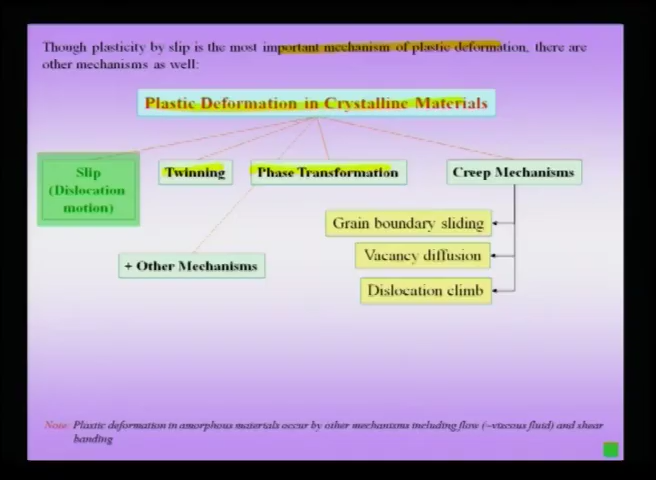 Though plasticity by slip is the most important mechanism of plastic deformation, there are
other mechanisms as well:
Plastic Deformation in Crystalline Materials
Slip
(Dislocation
motion)
Twinning
Phase Transformation
Creep Mechanisms
Grain boundary sliding
Vacancy diffusion
+ Other Mechanisms
Dislocation climb
Note: Plastic deformation in amorphous materials occur by other mechanisms including flow (~viscous fluid) and shear
banding